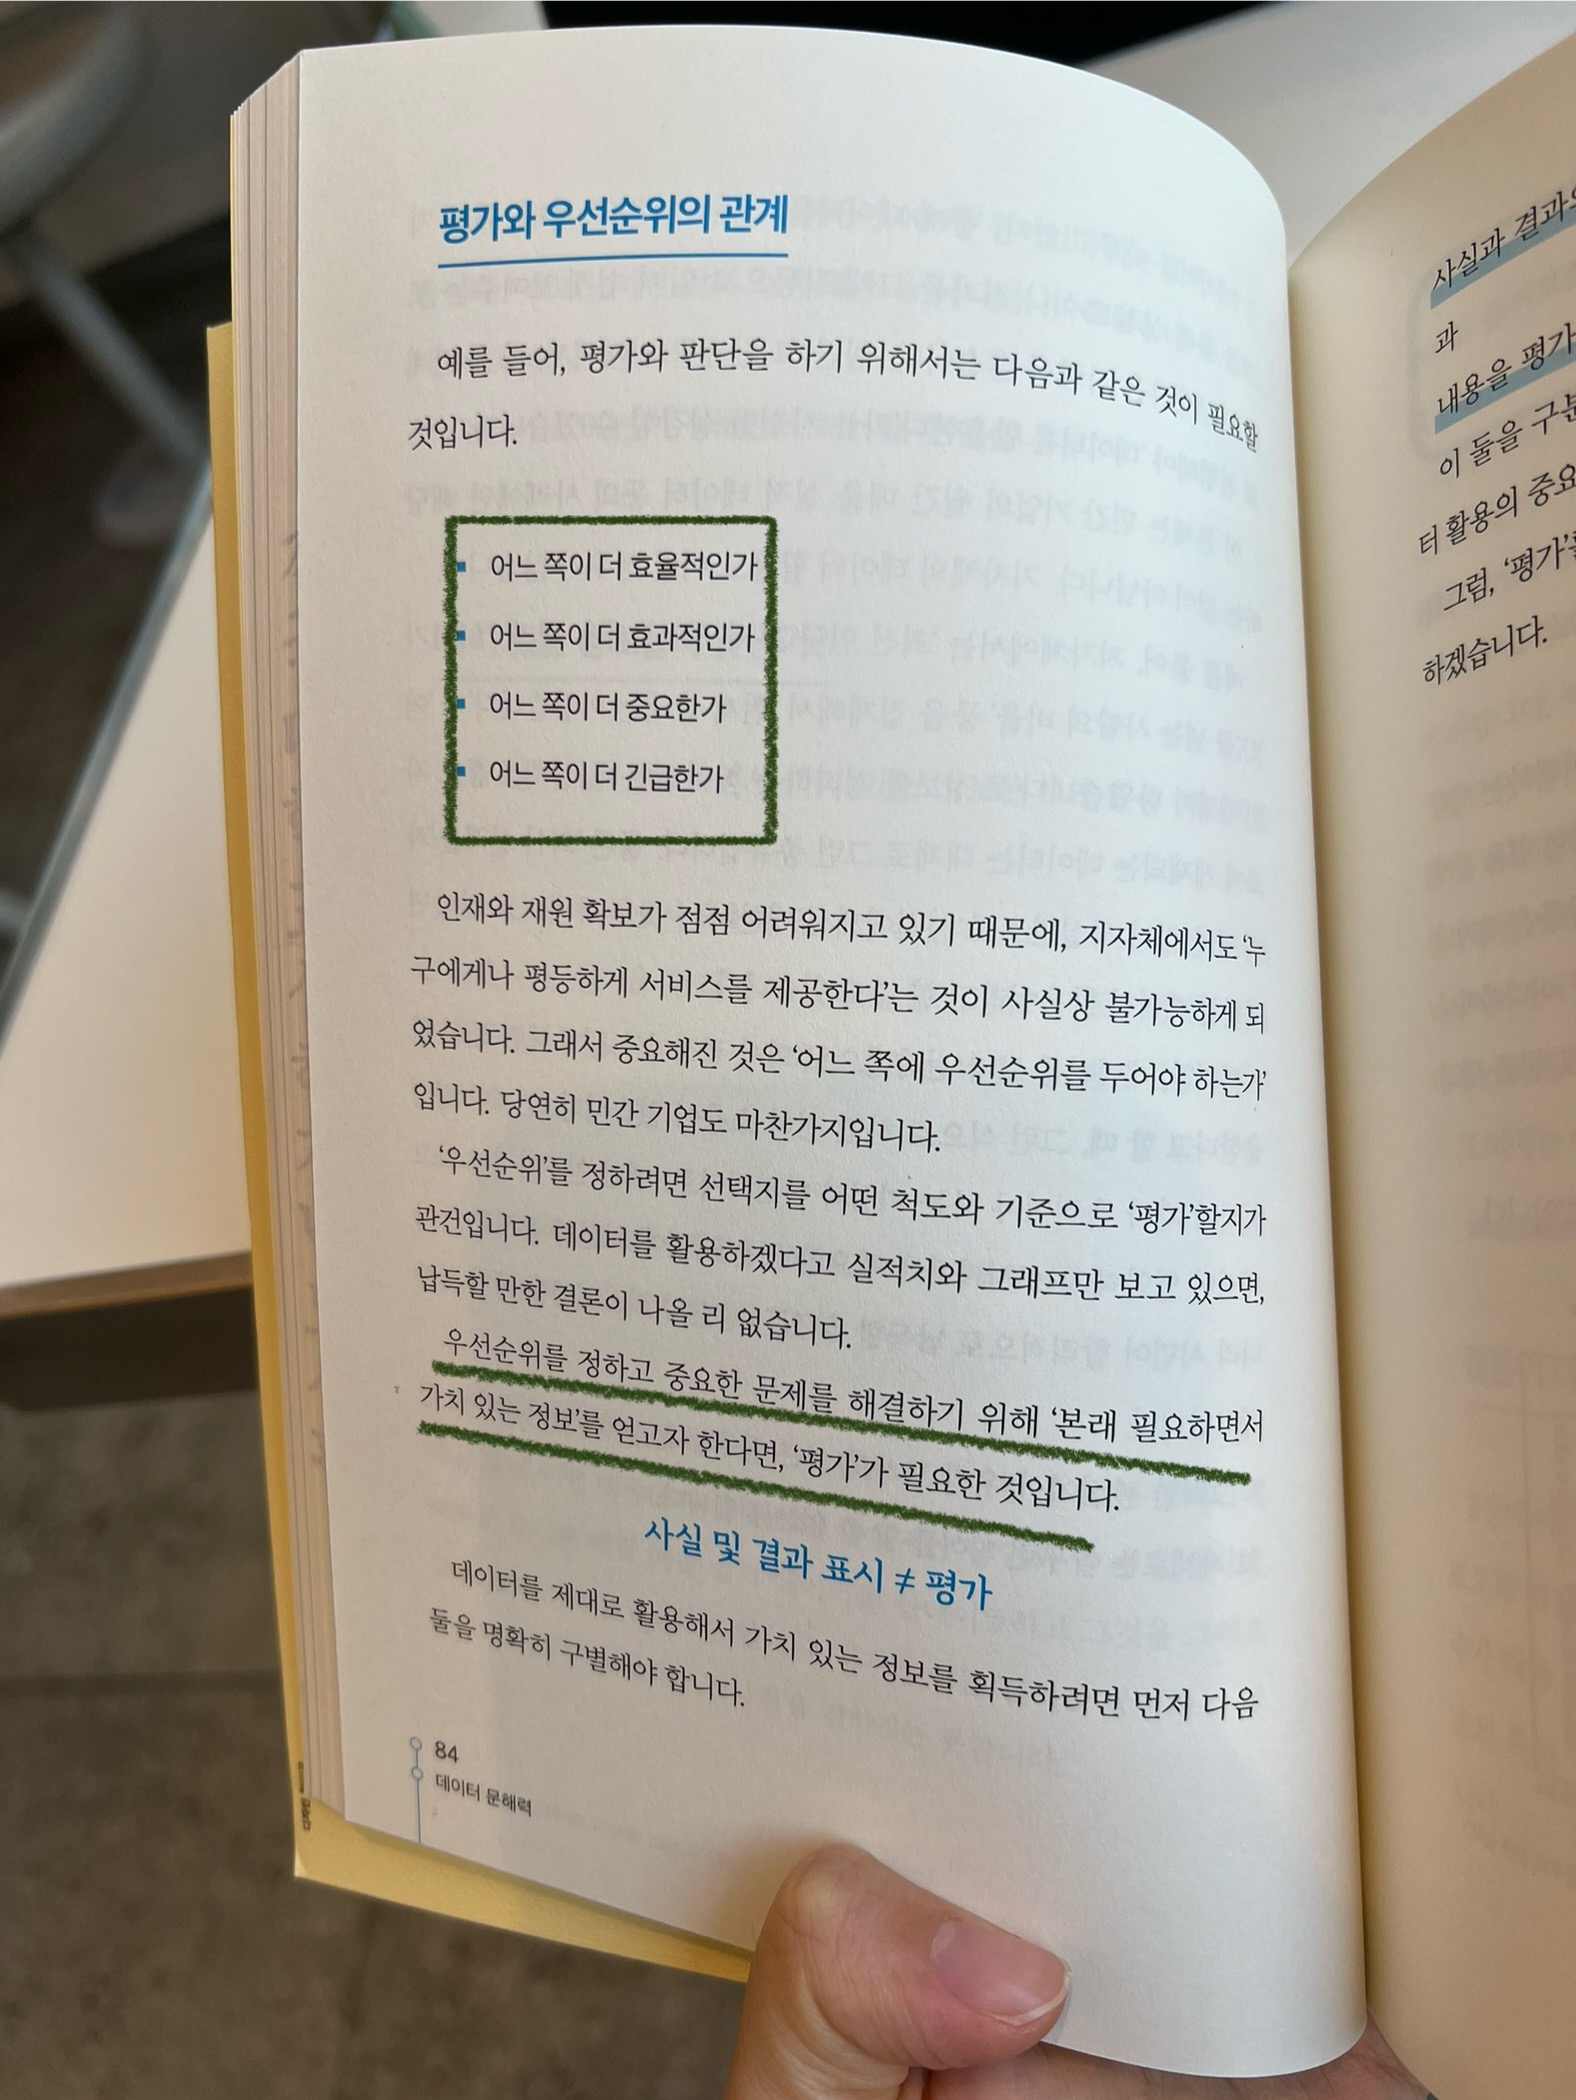 평가와 우선순위의 관계
예를 들어, 평가와 판단을 하기 위해서는 다음과 같은 것이 필요할
것입니다.
▪ 어느 쪽이 더 효율적인가
▪ 어느 쪽이 더 효과적인가
▪ 어느 쪽이 더 중요한가
▪ 어느 쪽이 더 긴급한가
인재와 재원 확보가 점점 어려워지고 있기 때문에, 지자체에서도 ‘누
구에게나 평등하게 서비스를 제공한다’는 것이 사실상 불가능하게 되
었습니다. 그래서 중요해진 것은 ‘어느 쪽에 우선순위를 두어야 하는가’
입니다. 당연히 민간 기업도 마찬가지입니다.
‘우선순위’를 정하려면 선택지를 어떤 척도와 기준으로 ‘평가’할지가
관건입니다. 데이터를 활용하겠다고 실적치와 그래프만 보고 있으면,
납득할 만한 결론이 나올 리 없습니다.
우선순위를 정하고 중요한 문제를 해결하기 위해 ‘본래 필요하면서
가치 있는 정보’를 얻고자 한다면, ‘평가’가 필요한 것입니다.
사실 및 결과 표시 ≠ 평가
데이터를 제대로 활용해서 가치 있는 정보를 획득하려면 먼저 다음
둘을 명확히 구별해야 합니다.
84
데이터 문해력
사실과 결과
과
내용을 평가
이 둘을 구분
터 활용의 중요
그럼, ‘평가’를
하겠습니다.